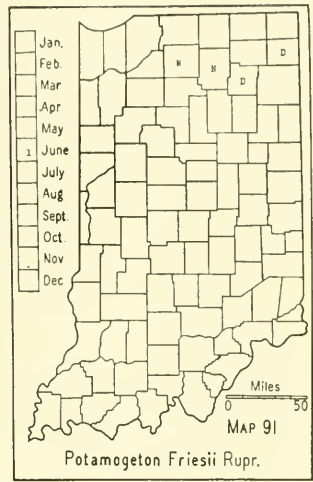 Jan.
Feb.
Mar
Apr
May
1 June
July
Aug
Sept.
Oct.
Nov
Dec
N
N
D
D
Miles
0 50
MAP 91
Potamogeton Friesii Rupr.